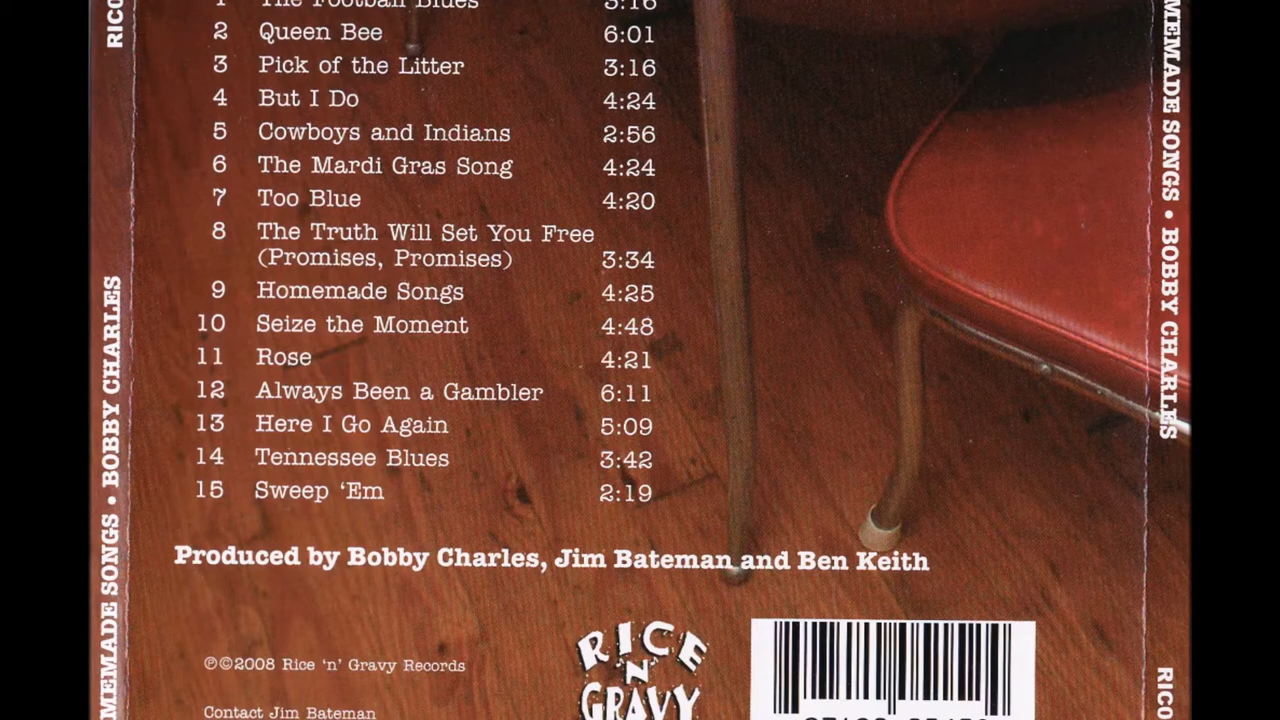 1 The Football Blues 3:16
2 Queen Bee 6:01
3 Pick of the Litter 3:16
4 But I Do 4:24
5 Cowboys and Indians 2:56
6 The Mardi Gras Song 4:24
7 Too Blue 4:20
8 The Truth Will Set You Free
(Promises, Promises) 3:34
9 Homemade Songs 4:25
10 Seize the Moment 4:48
11 Rose 4:21
12 Always Been a Gambler 6:11
13 Here I Go Again 5:09
14 Tennessee Blues 3:42
15 Sweep ‘Em 2:19
Produced by Bobby Charles, Jim Bateman and Ben Keith
℗©2008 Rice ‘n’ Gravy Records
Contact Jim Bateman
RICE
'N'
GRAVY
MEMADE SONGS • BOBBY CHARLES
RIC0
EMADE SONGS • BOBBY CHARLES
RIC0